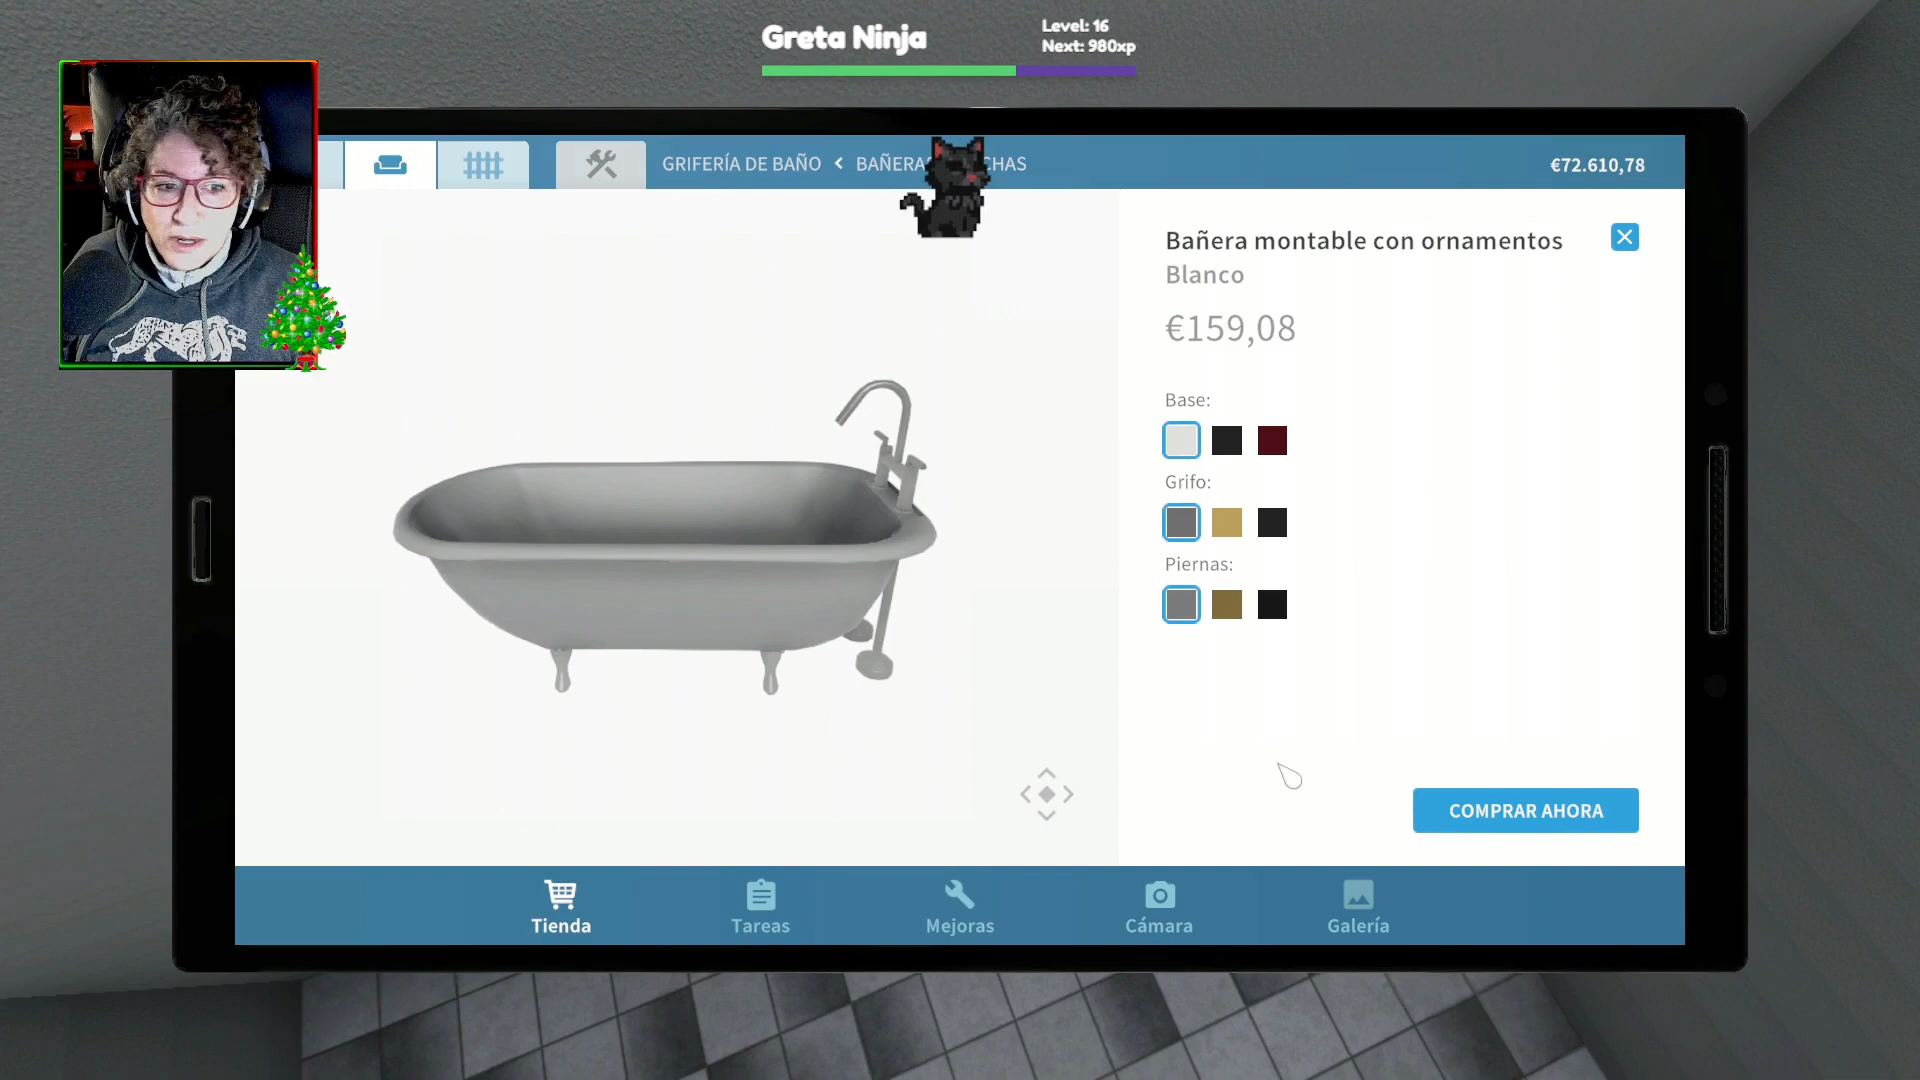 Greta Ninja
Level: 16
Next: 980xp
GRIFERÍA DE BAÑO < BAÑERAS CHAS
€72.610,78
Bañera montable con ornamentos
Blanco
€159,08
Base:
Grifo:
Piernas:
COMPRAR AHORA
Tienda
Tareas
Mejoras
Cámara
Galería